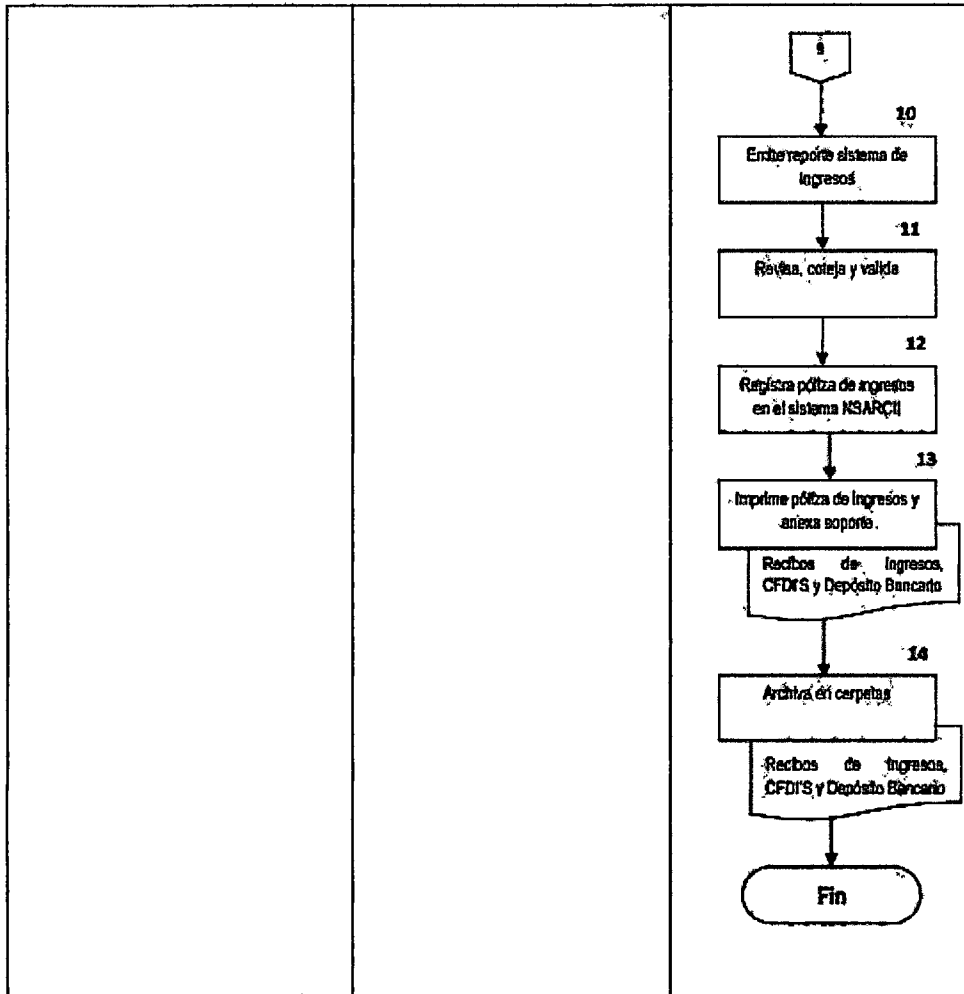 9
10
Emite reporte sistema de
ingresos
11
Revisa, coteja y valida
12
Registra póliza de ingresos
en el sistema NSARCII
13
Imprime póliza de ingresos y
anexa soporte.
Recibos de Ingresos,
CFDI'S y Depósito Bancario
14
Archiva en carpetas
Recibos de Ingresos,
CFDI'S y Depósito Bancario
Fin